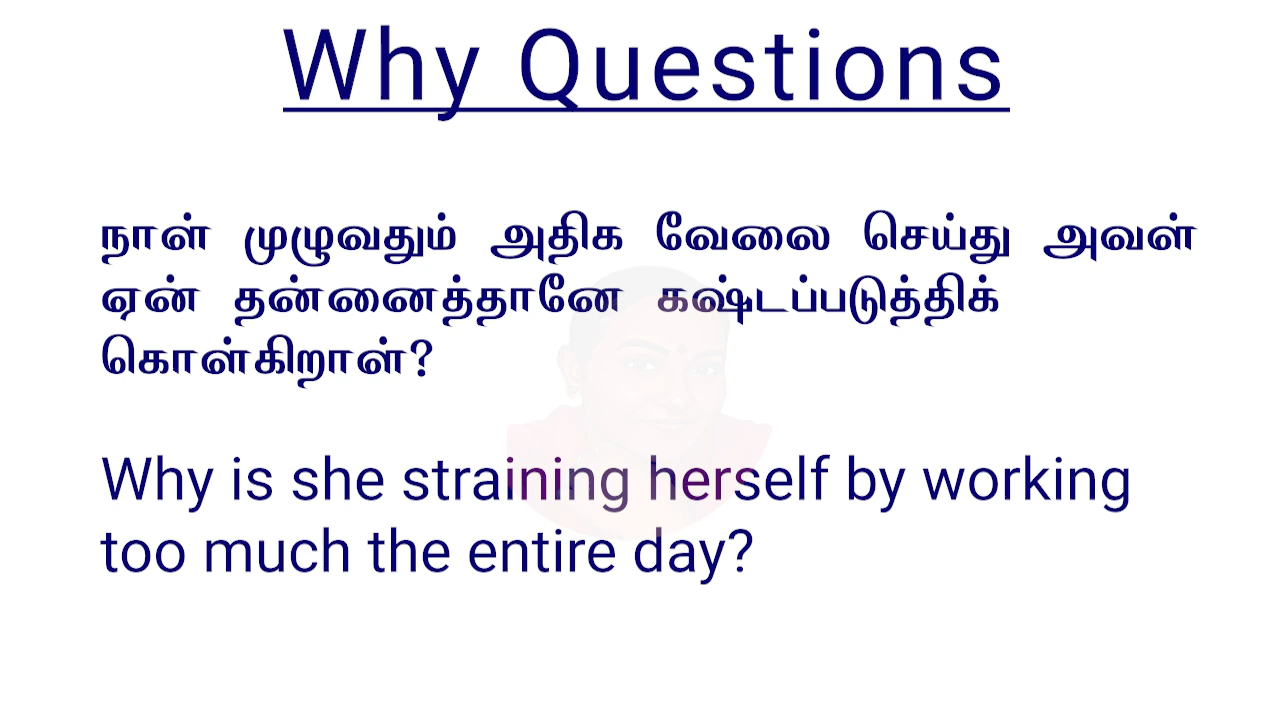 Why Questions
நாள் முழுவதும் அதிக வேலை செய்து அவள்
ஏன் தன்னைத்தானே கஷ்டப்படுத்திக்
கொள்கிறாள்?
Why is she straining herself by working
too much the entire day?